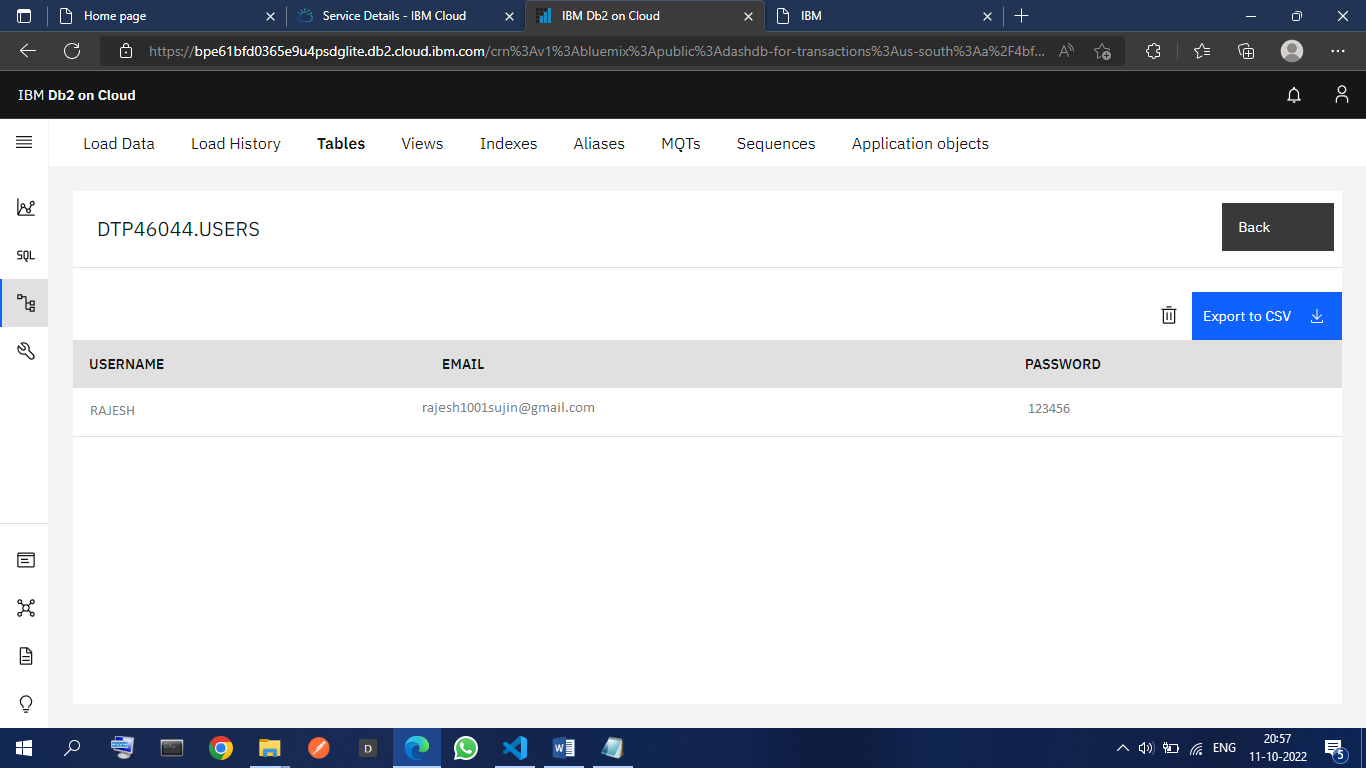 Home page
Service Details - IBM Cloud
IBM Db2 on Cloud
IBM
https://bpe61bfd0365e9u4psdglite.db2.cloud.ibm.com/crn%3Av1%3Abluemix%3Apublic%3Adashdb-for-transactions%3Aus-south%3Aa%2F4bf...
IBM Db2 on Cloud
Load Data Load History Tables Views Indexes Aliases MQTs Sequences Application objects
SQL
DTP46044.USERS
Back
Export to CSV
USERNAME EMAIL PASSWORD
RAJESH rajesh1001sujin@gmail.com 123456
D
ENG
20:57
11-10-2022
5